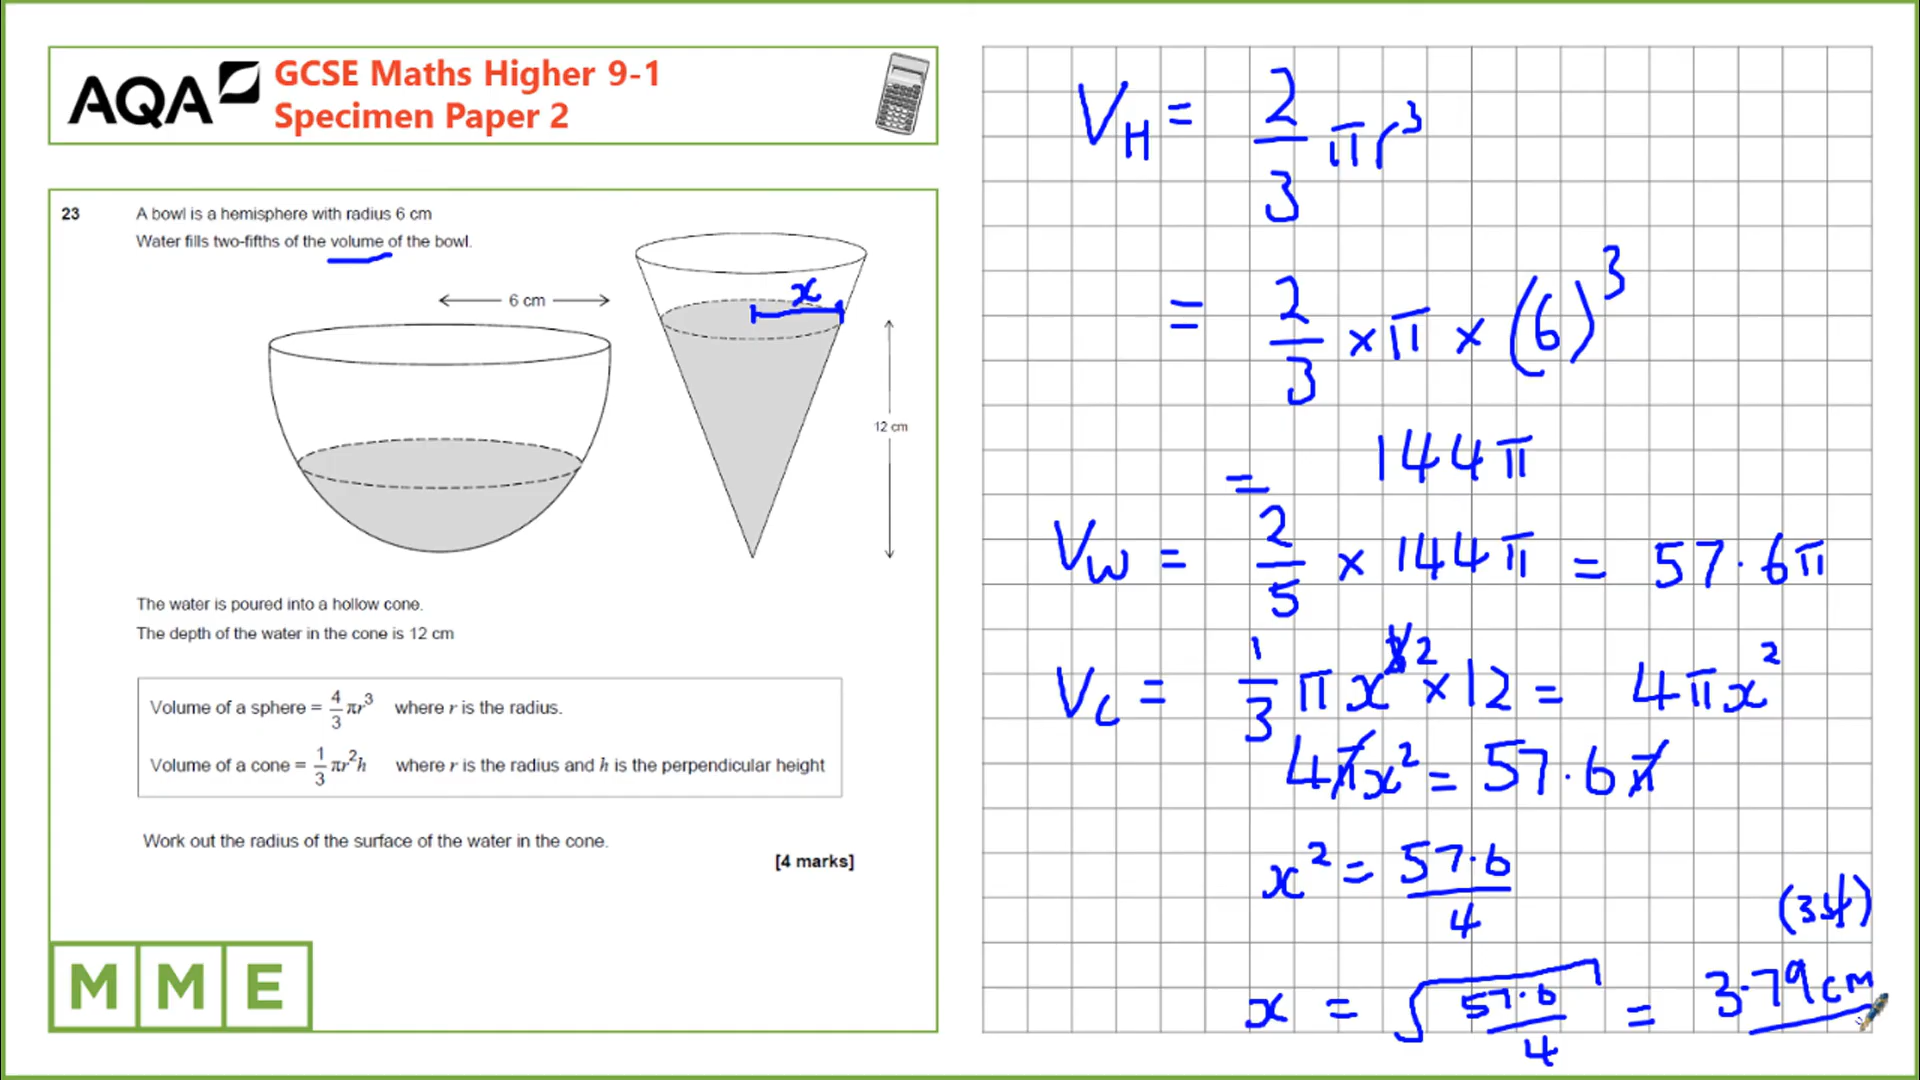 AQA
GCSE Maths Higher 9-1
Specimen Paper 2
23 A bowl is a hemisphere with radius 6 cm
Water fills two-fifths of the volume of the bowl.
6 cm
x
12 cm
The water is poured into a hollow cone.
The depth of the water in the cone is 12 cm
Volume of a sphere = 4/3 πr³ where r is the radius.
Volume of a cone = 1/3 πr²h where r is the radius and h is the perpendicular height
Work out the radius of the surface of the water in the cone.
[4 marks]
MME
V_H = 2/3 πr³
= 2/3 × π × (6)³
= 144π
V_W = 2/5 × 144π = 57.6π
V_C = 1/3 πx² × 12 = 4πx²
4πx² = 57.6π
x² = 57.6/4
x = √(57.6/4) = 3.79cm
(3sf)